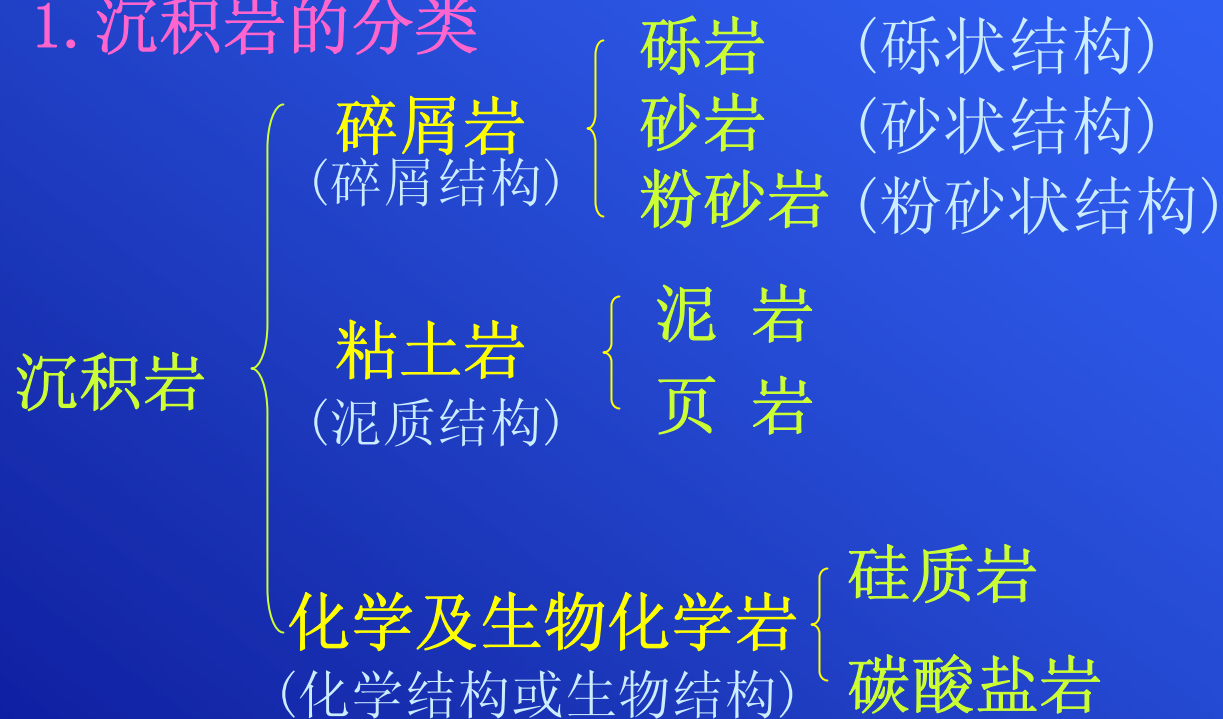 1.沉积岩的分类
砾岩 (砾状结构)
碎屑岩 砂岩 (砂状结构)
(碎屑结构) 粉砂岩 (粉砂状结构)
泥 岩
粘土岩
沉积岩 页 岩
(泥质结构)
硅质岩
化学及生物化学岩
(化学结构或生物结构) 碳酸盐岩